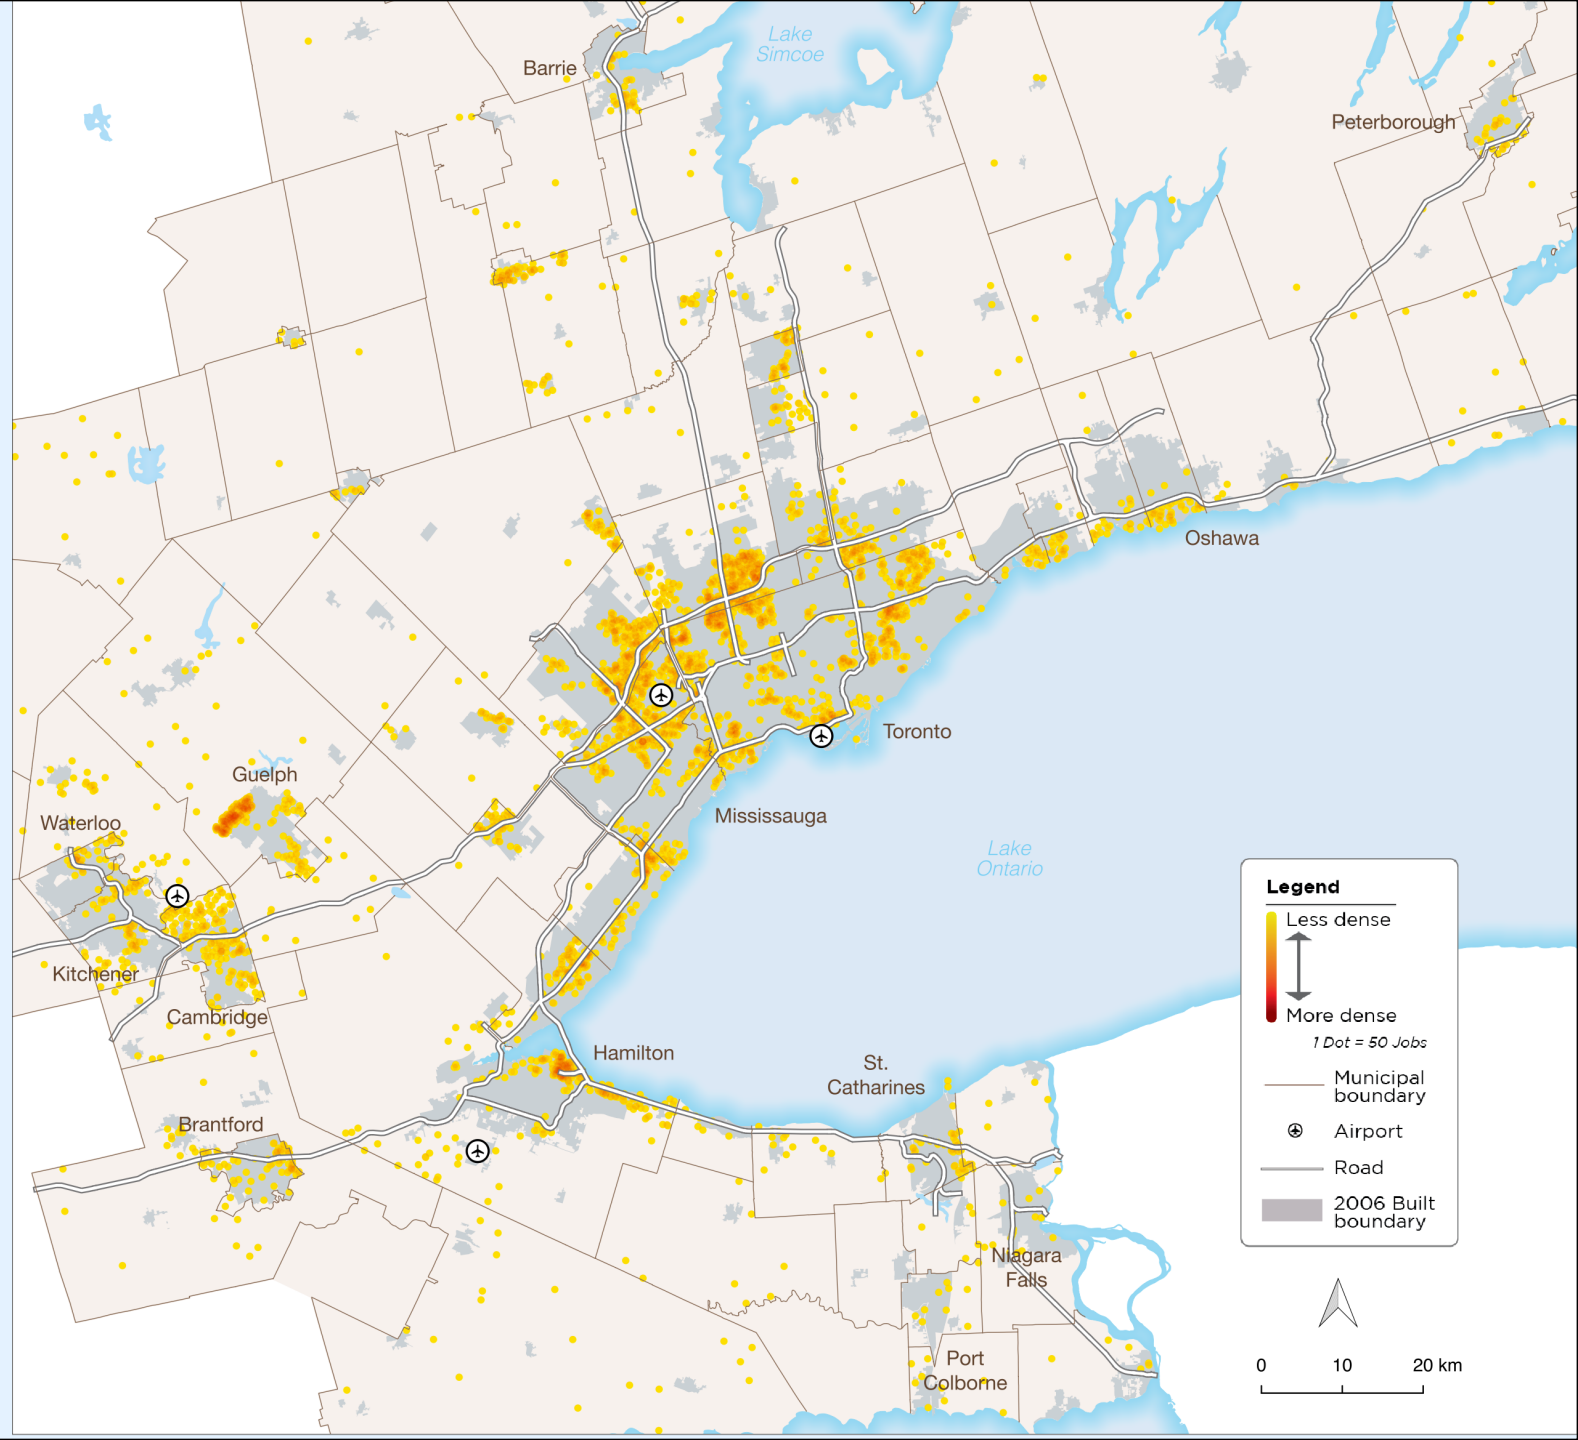 Lake
Simcoe
Barrie
Peterborough
Oshawa
Toronto
Guelph
Mississauga
Waterloo
Lake
Ontario
Kitchener
Cambridge
Hamilton
St.
Catharines
Brantford
Niagara
Falls
Port
Colborne
Legend
Less dense
More dense
1 Dot = 50 Jobs
Municipal
boundary
Airport
Road
2006 Built
boundary
0 10 20 km